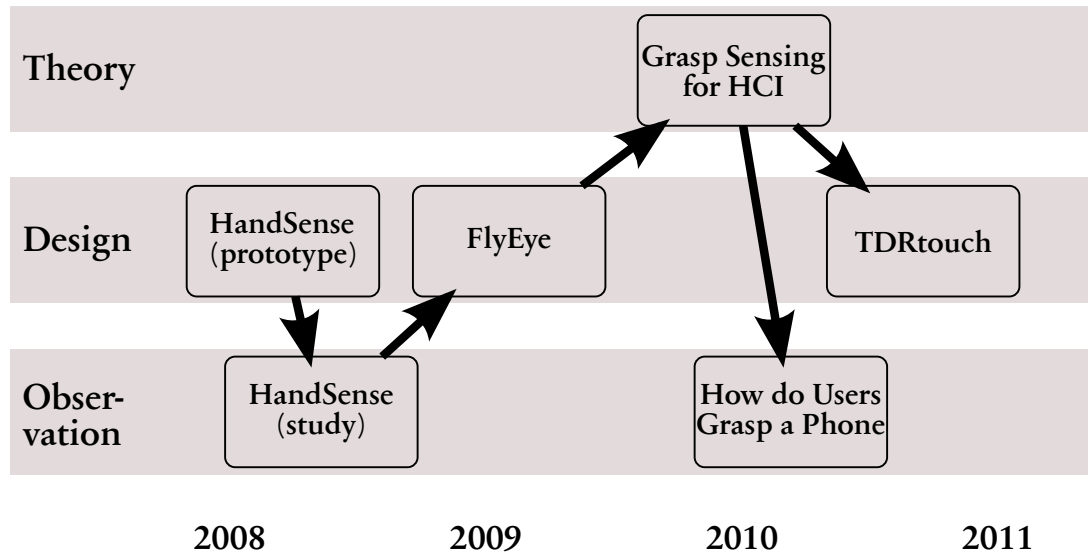 Theory
Grasp Sensing
for HCI
Design
HandSense
(prototype)
FlyEye
TDRtouch
Obser-
vation
HandSense
(study)
How do Users
Grasp a Phone
2008 2009 2010 2011